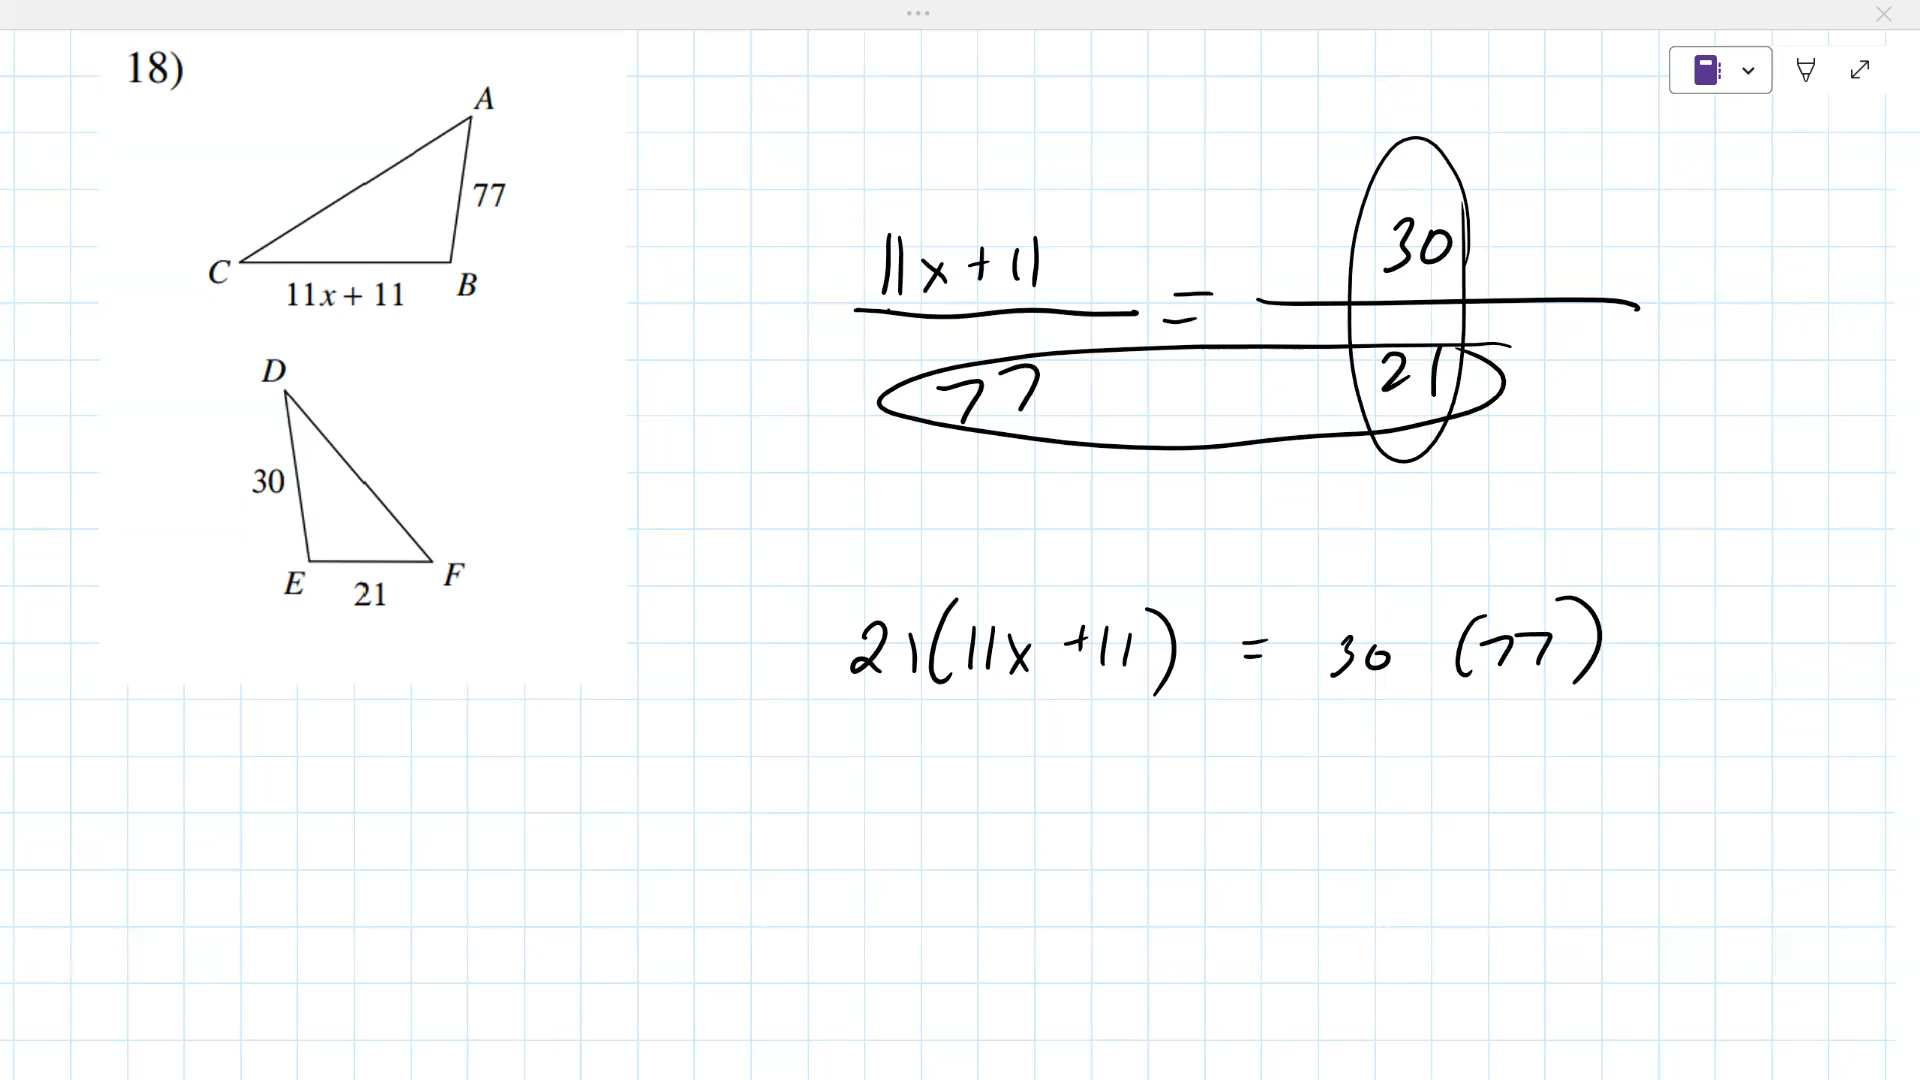 18)
A
77
C
11x + 11
B
D
30
E
21
F
11x + 11
77
=
30
21
21(11x + 11) = 30 (77)